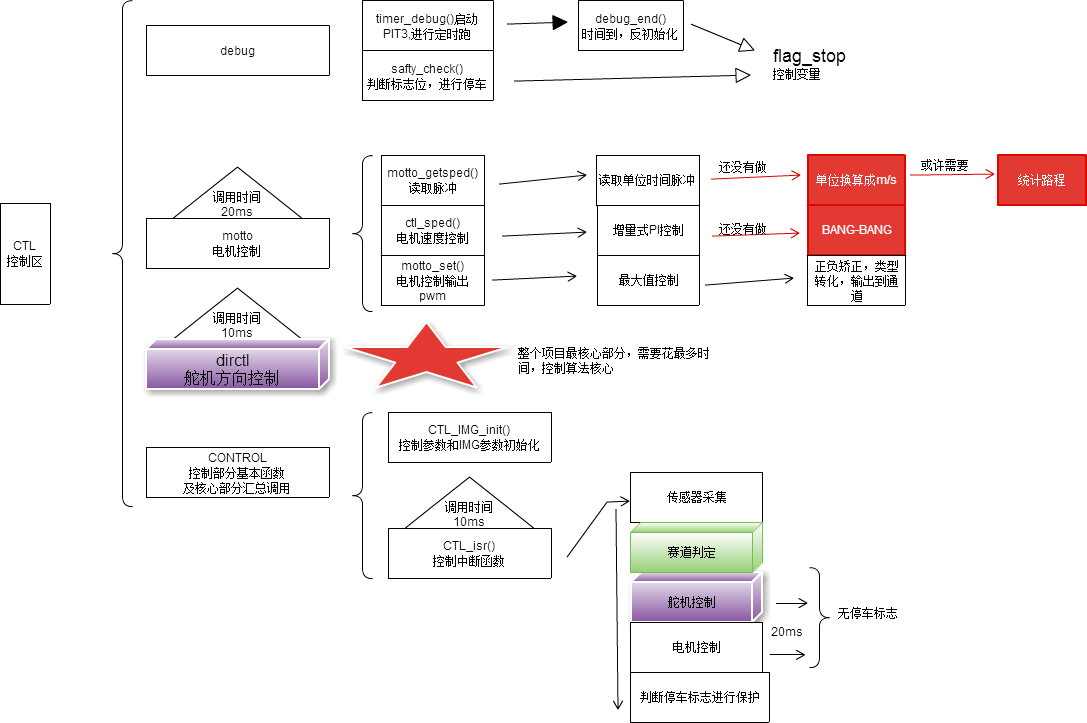 CTL
控制区
debug
timer_debug()启动
PIT3,进行定时跑
debug_end()
时间到，反初始化
safty_check()
判断标志位，进行停车
flag_stop
控制变量
调用时间
20ms
motto
电机控制
motto_getsped()
读取脉冲
读取单位时间脉冲
还没有做
单位换算成m/s
或许需要
统计路程
ctl_sped()
电机速度控制
增量式PI控制
还没有做
BANG-BANG
motto_set()
电机控制输出
pwm
最大值控制
正负矫正，类型
转化，输出到通
道
调用时间
10ms
dirctl
舵机方向控制
整个项目最核心部分，需要花最多时
间，控制算法核心
CONTROL
控制部分基本函数
及核心部分汇总调用
CTL_IMG_init()
控制参数和IMG参数初始化
调用时间
10ms
CTL_isr()
控制中断函数
传感器采集
赛道判定
舵机控制
电机控制
20ms
无停车标志
判断停车标志进行保护